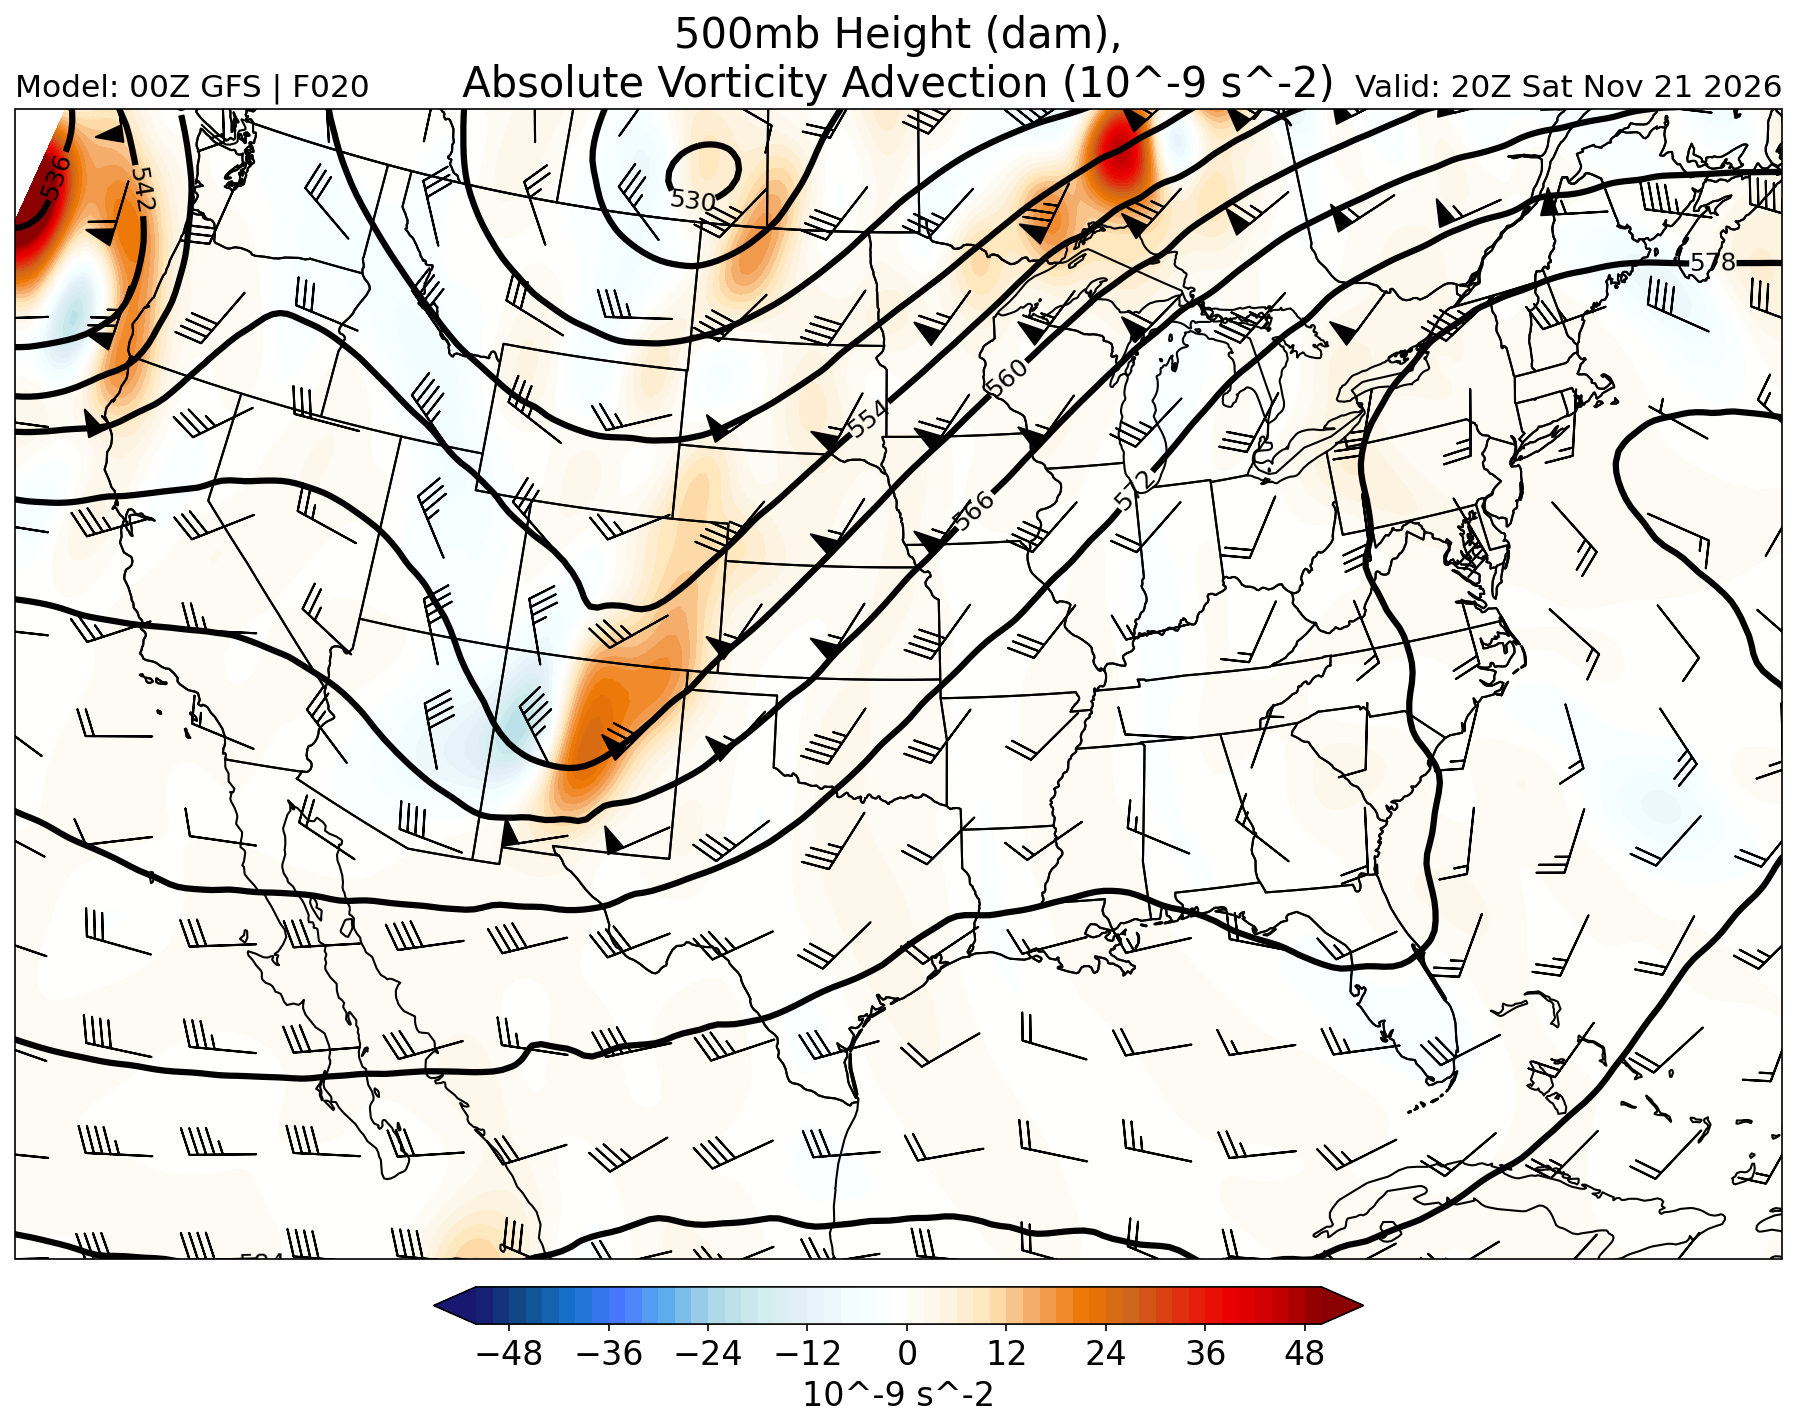 500mb Height (dam),
Model: 00Z GFS | F020
Absolute Vorticity Advection (10^-9 s^-2)
Valid: 20Z Sat Nov 21 2026
536
542
530
578
560
554
572
566
−48 −36 −24 −12 0 12 24 36 48
10^-9 s^-2